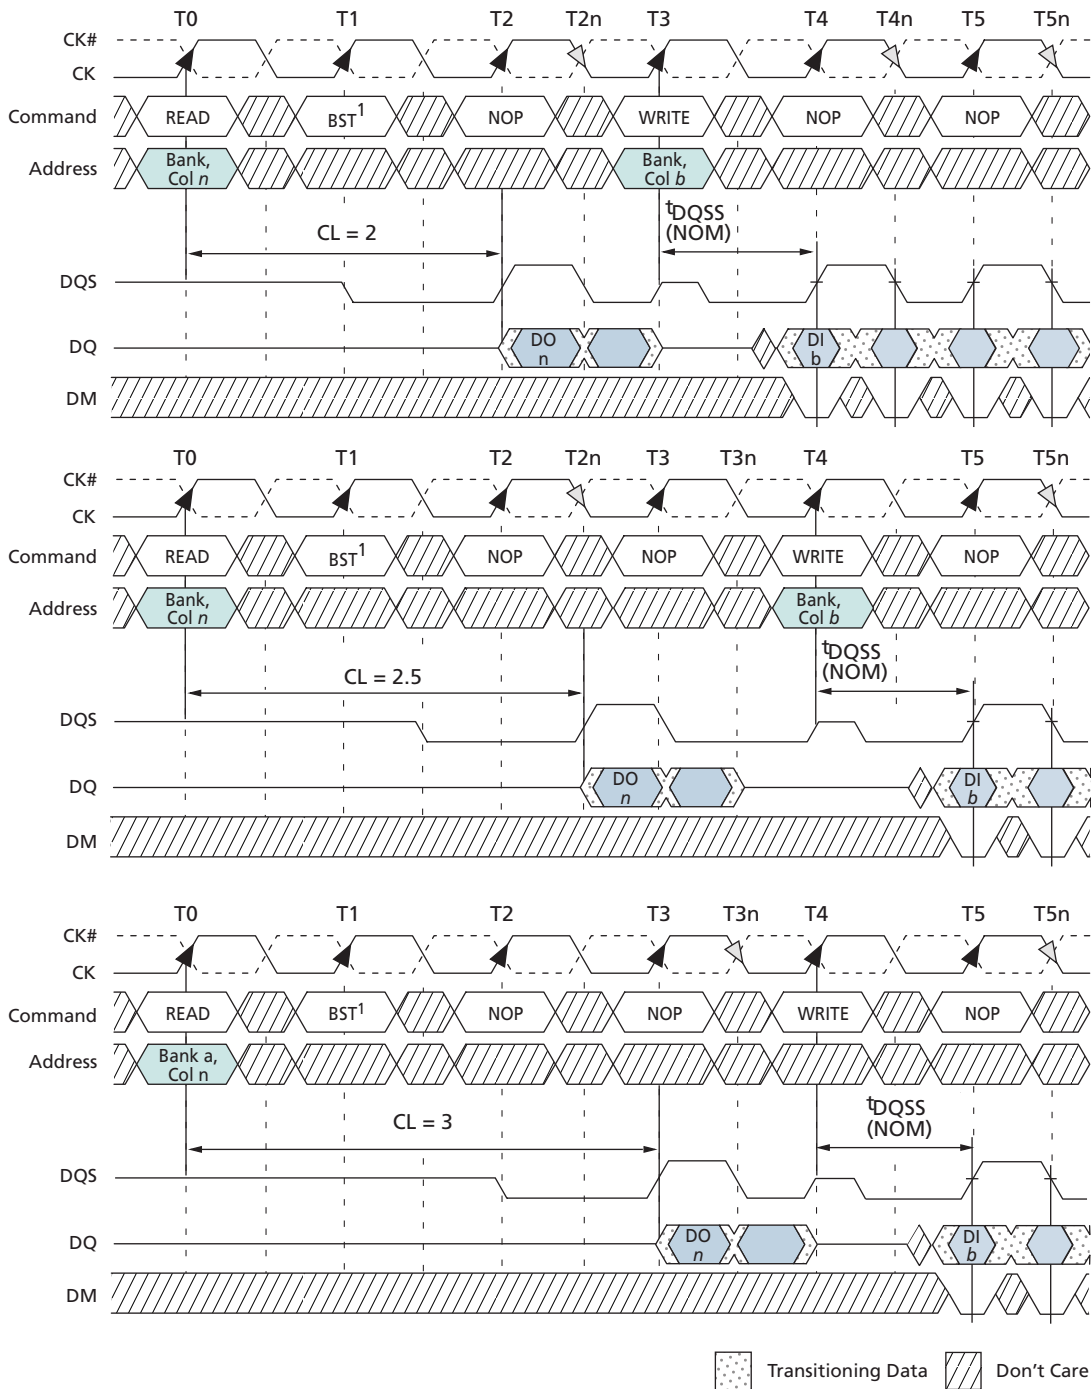 T0 T1 T2 T2n T3 T4 T4n T5 T5n
CK#
CK
Command READ BST1 NOP WRITE NOP NOP
Address Bank, Col n Bank, Col b
CL = 2
tDQSS (NOM)
DQS
DQ DO n DI b
DM
T0 T1 T2 T2n T3 T3n T4 T5 T5n
CK#
CK
Command READ BST1 NOP NOP WRITE NOP
Address Bank, Col n Bank, Col b
CL = 2.5
tDQSS (NOM)
DQS
DQ DO n DI b
DM
T0 T1 T2 T3 T3n T4 T5 T5n
CK#
CK
Command READ BST1 NOP NOP WRITE NOP
Address Bank a, Col n
CL = 3
tDQSS (NOM)
DQS
DQ DO n DI b
DM
Transitioning Data Don't Care